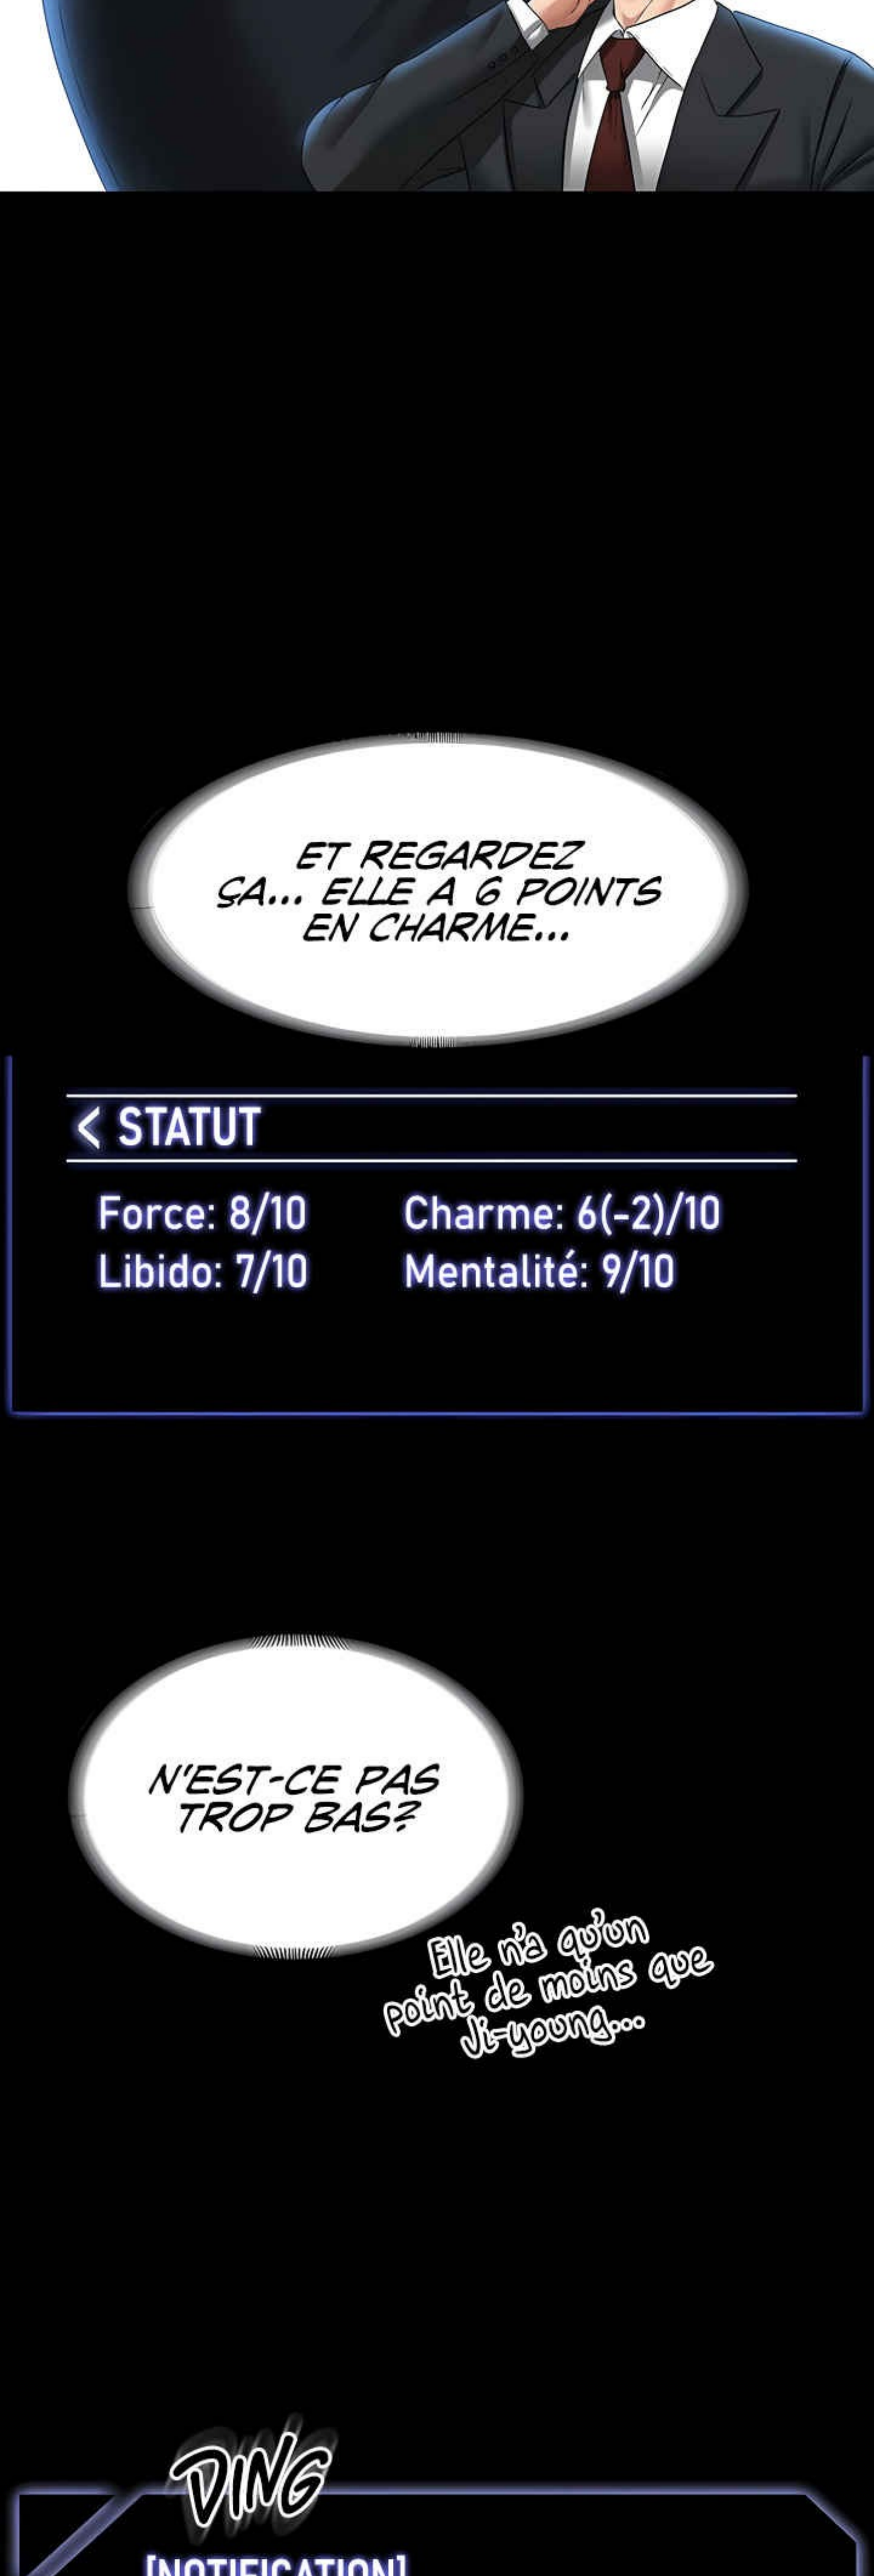 ET REGARDEZ
ÇA... ELLE A 6 POINTS
EN CHARME...
< STATUT
Force: 8/10 Charme: 6(-2)/10
Libido: 7/10 Mentalité: 9/10
N'EST-CE PAS
TROP BAS?
Elle n'a qu'un
point de moins que
Ji-young...
DING
[NOTIFICATION]